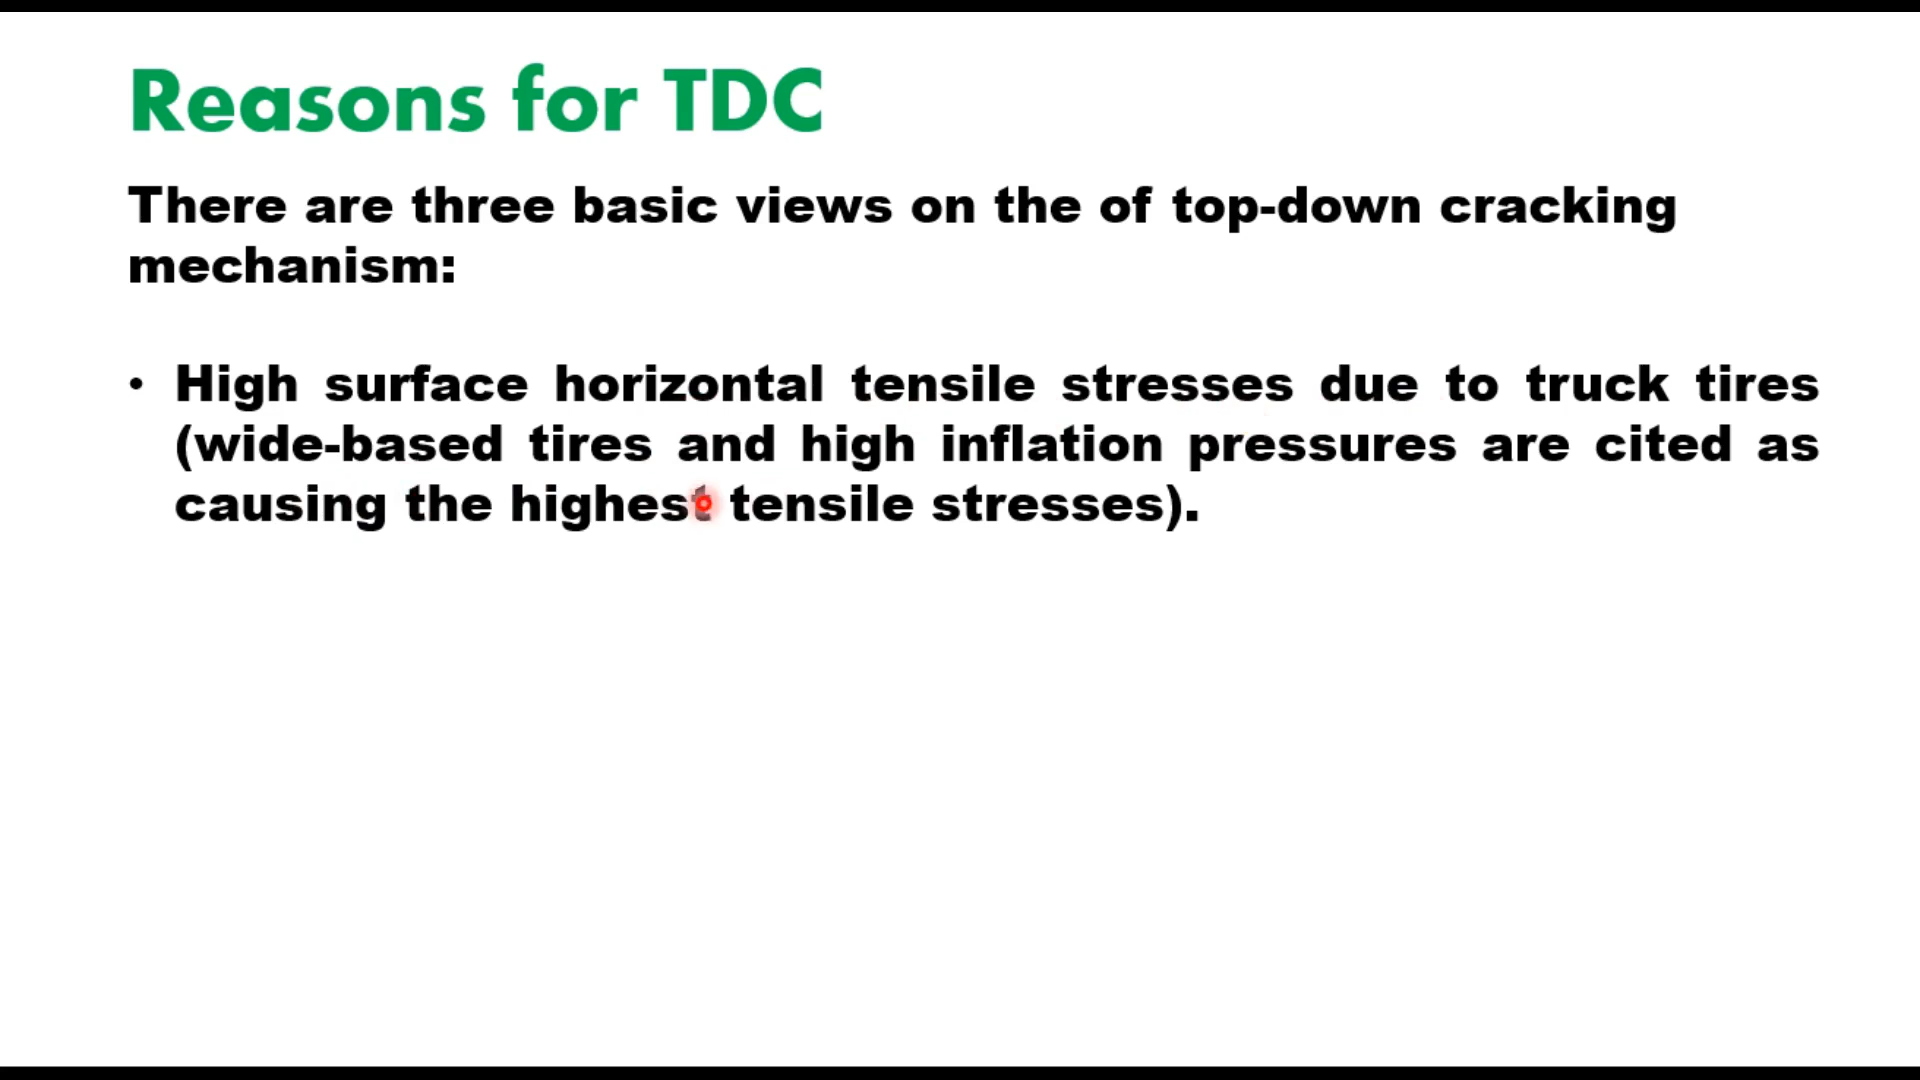 Reasons for TDC
There are three basic views on the of top-down cracking
mechanism:
• High surface horizontal tensile stresses due to truck tires
(wide-based tires and high inflation pressures are cited as
causing the highest tensile stresses).